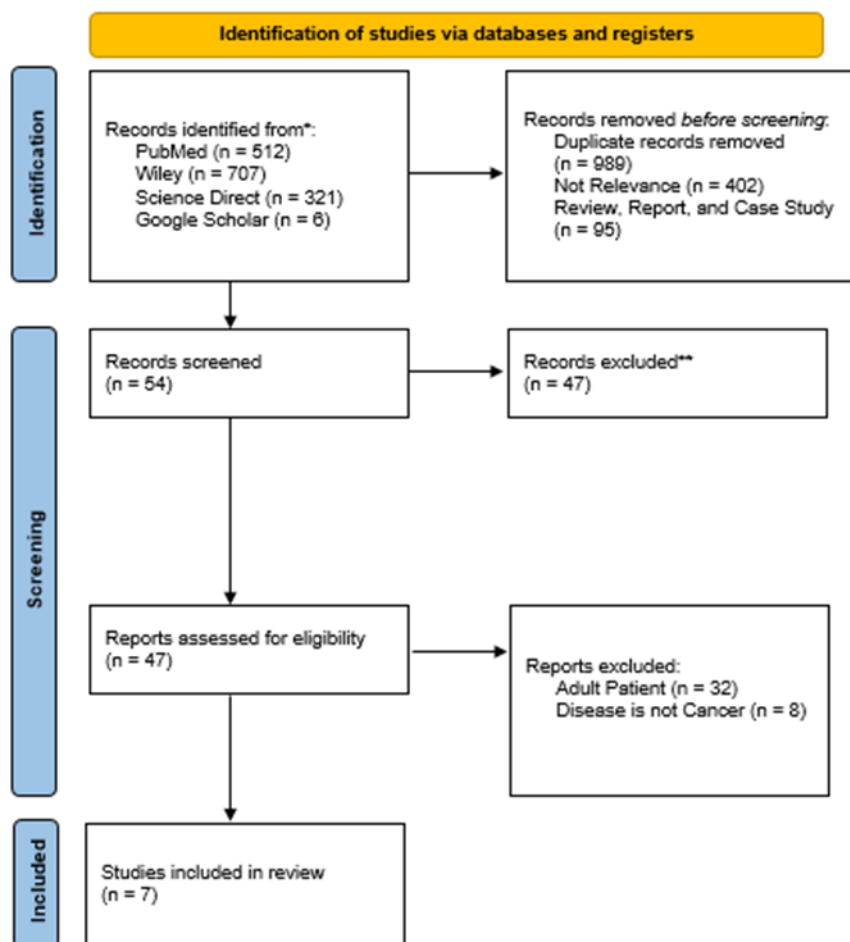 Identification of studies via databases and registers
Identification
Records identified from*:
PubMed (n = 512)
Wiley (n = 707)
Science Direct (n = 321)
Google Scholar (n = 6)
Records removed before screening:
Duplicate records removed
(n = 989)
Not Relevance (n = 402)
Review, Report, and Case Study
(n = 95)
Screening
Records screened
(n = 54)
Records excluded**
(n = 47)
Reports assessed for eligibility
(n = 47)
Reports excluded:
Adult Patient (n = 32)
Disease is not Cancer (n = 8)
Included
Studies included in review
(n = 7)